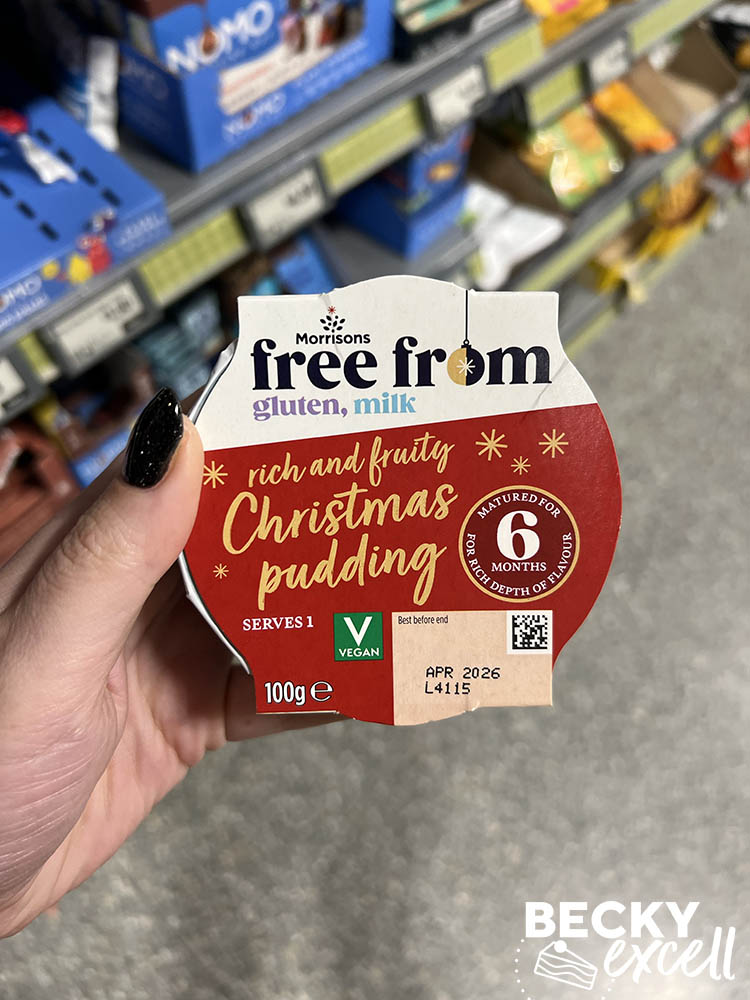 NOMO
NOMO
Morrisons
free from
gluten, milk
rich and fruity
Christmas
pudding
MATURED FOR
6
MONTHS
FOR RICH DEPTH OF FLAVOUR
SERVES 1
V
VEGAN
Best before end
APR 2026
L4115
100g e
BECKY
excell